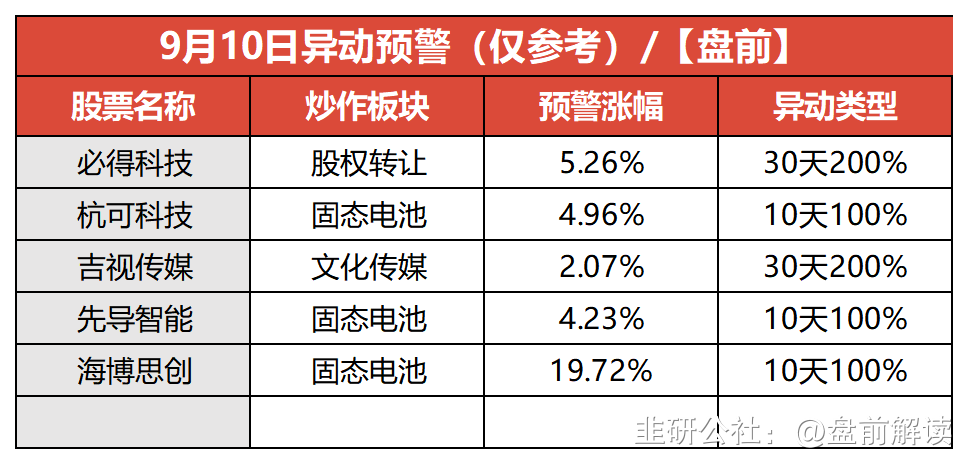 9月10日异动预警（仅参考）/【盘前】
股票名称 炒作板块 预警涨幅 异动类型
必得科技 股权转让 5.26% 30天200%
杭可科技 固态电池 4.96% 10天100%
吉视传媒 文化传媒 2.07% 30天200%
先导智能 固态电池 4.23% 10天100%
海博思创 固态电池 19.72% 10天100%
韭研公社：@盘前解读